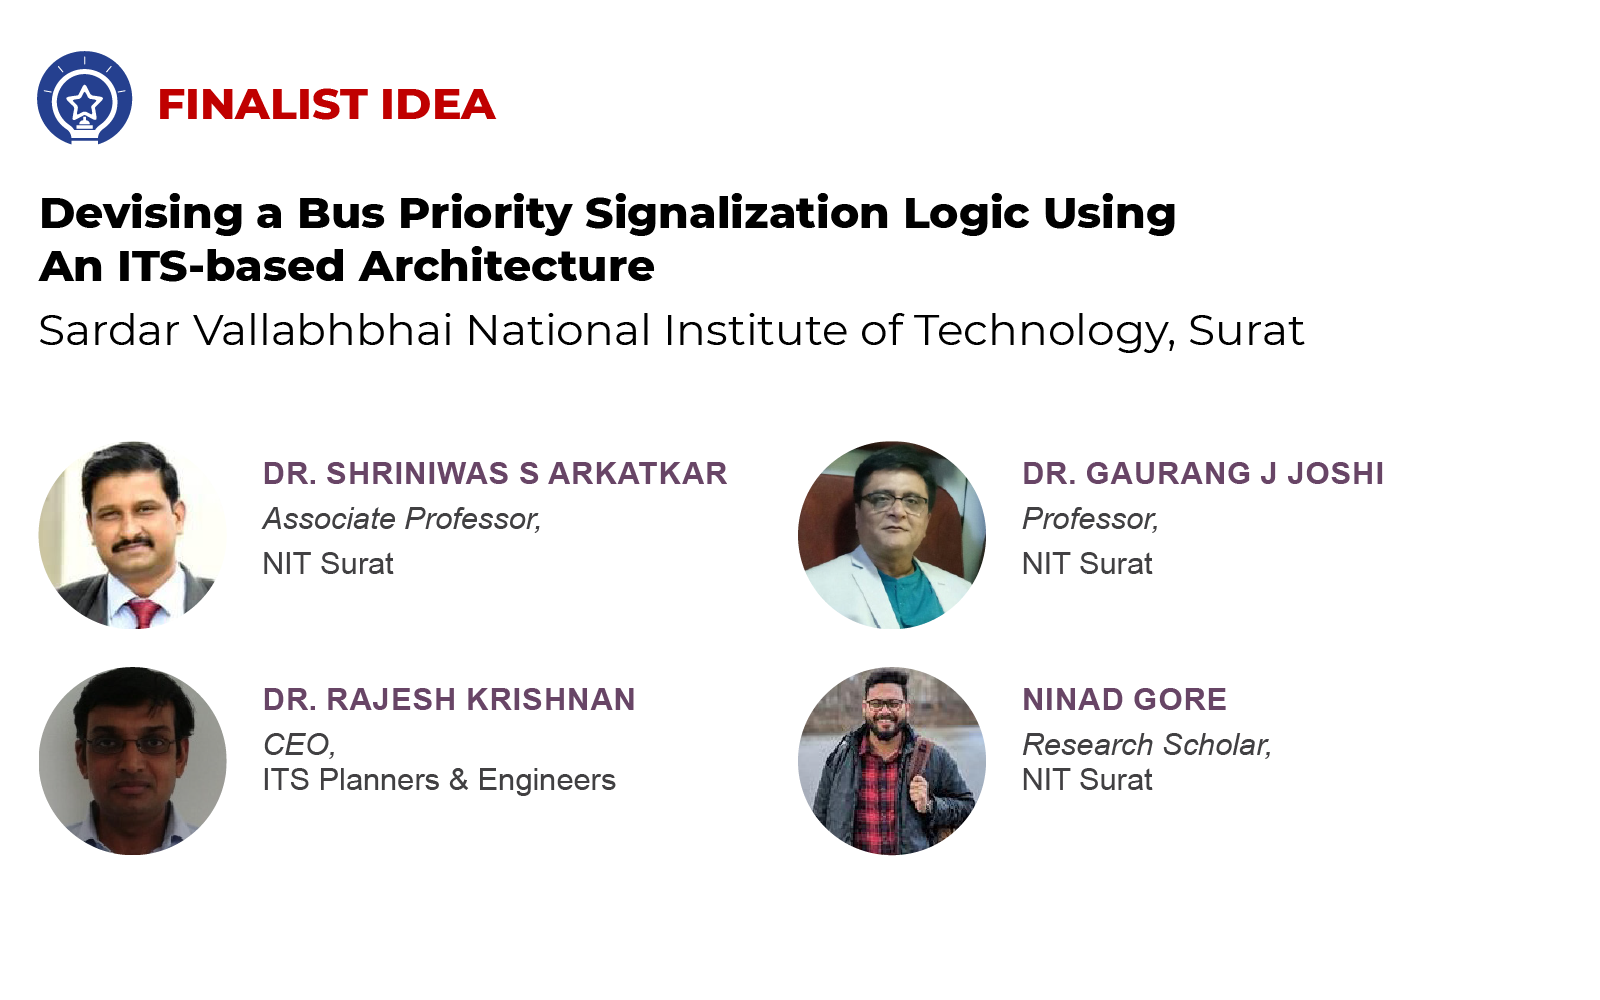 FINALIST IDEA
Devising a Bus Priority Signalization Logic Using
An ITS-based Architecture
Sardar Vallabhbhai National Institute of Technology, Surat
DR. SHRINIWAS S ARKATKAR
Associate Professor,
NIT Surat
DR. GAURANG J JOSHI
Professor,
NIT Surat
DR. RAJESH KRISHNAN
CEO,
ITS Planners & Engineers
NINAD GORE
Research Scholar,
NIT Surat